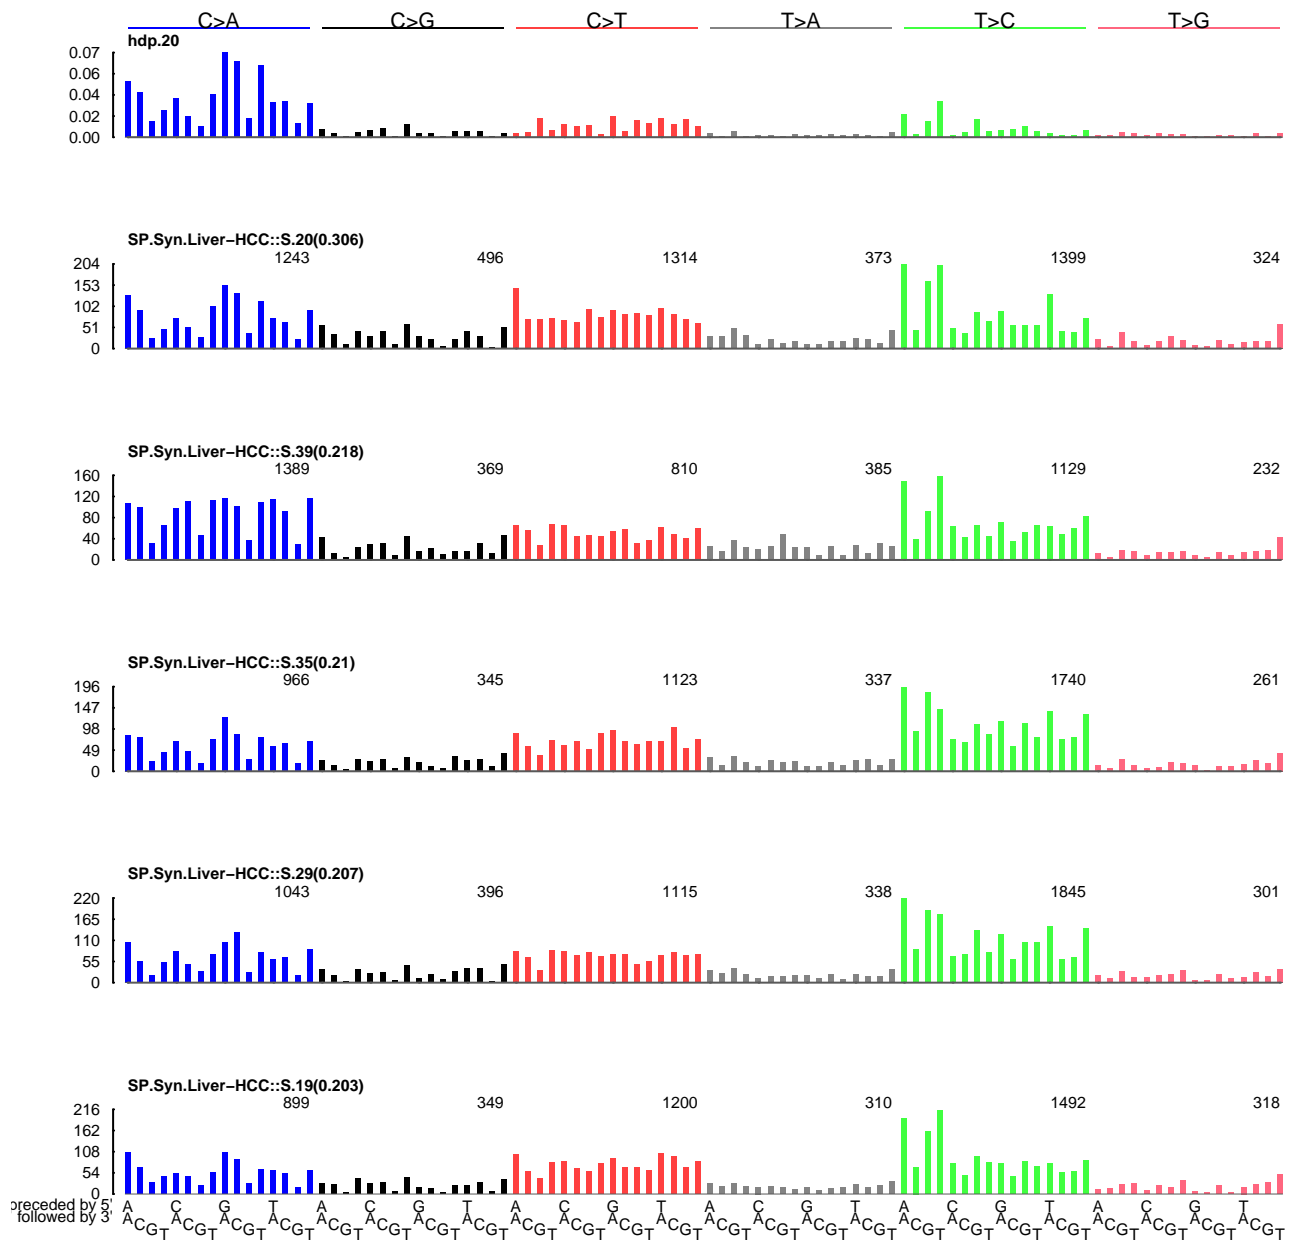 C>A C>G C>T T>A T>C T>G
hdp.20
0.07
0.06
0.04
0.02
0.00
SP.Syn.Liver−HCC::S.20(0.306)
1243 496 1314 373 1399 324
204
153
102
51
0
SP.Syn.Liver−HCC::S.39(0.218)
1389 369 810 385 1129 232
160
120
80
40
0
SP.Syn.Liver−HCC::S.35(0.21)
966 345 1123 337 1740 261
196
147
98
49
0
SP.Syn.Liver−HCC::S.29(0.207)
1043 396 1115 338 1845 301
220
165
110
55
0
SP.Syn.Liver−HCC::S.19(0.203)
899 349 1200 310 1492 318
216
162
108
54
0
preceded by 5' A C G T A C G T A C G T A C G T A C G T A C G T
followed by 3' A C G T A C G T A C G T A C G T A C G T A C G T A C G T A C G T A C G T A C G T A C G T A C G T A C G T A C G T A C G T A C G T A C G T A C G T A C G T A C G T A C G T A C G T A C G T A C G T